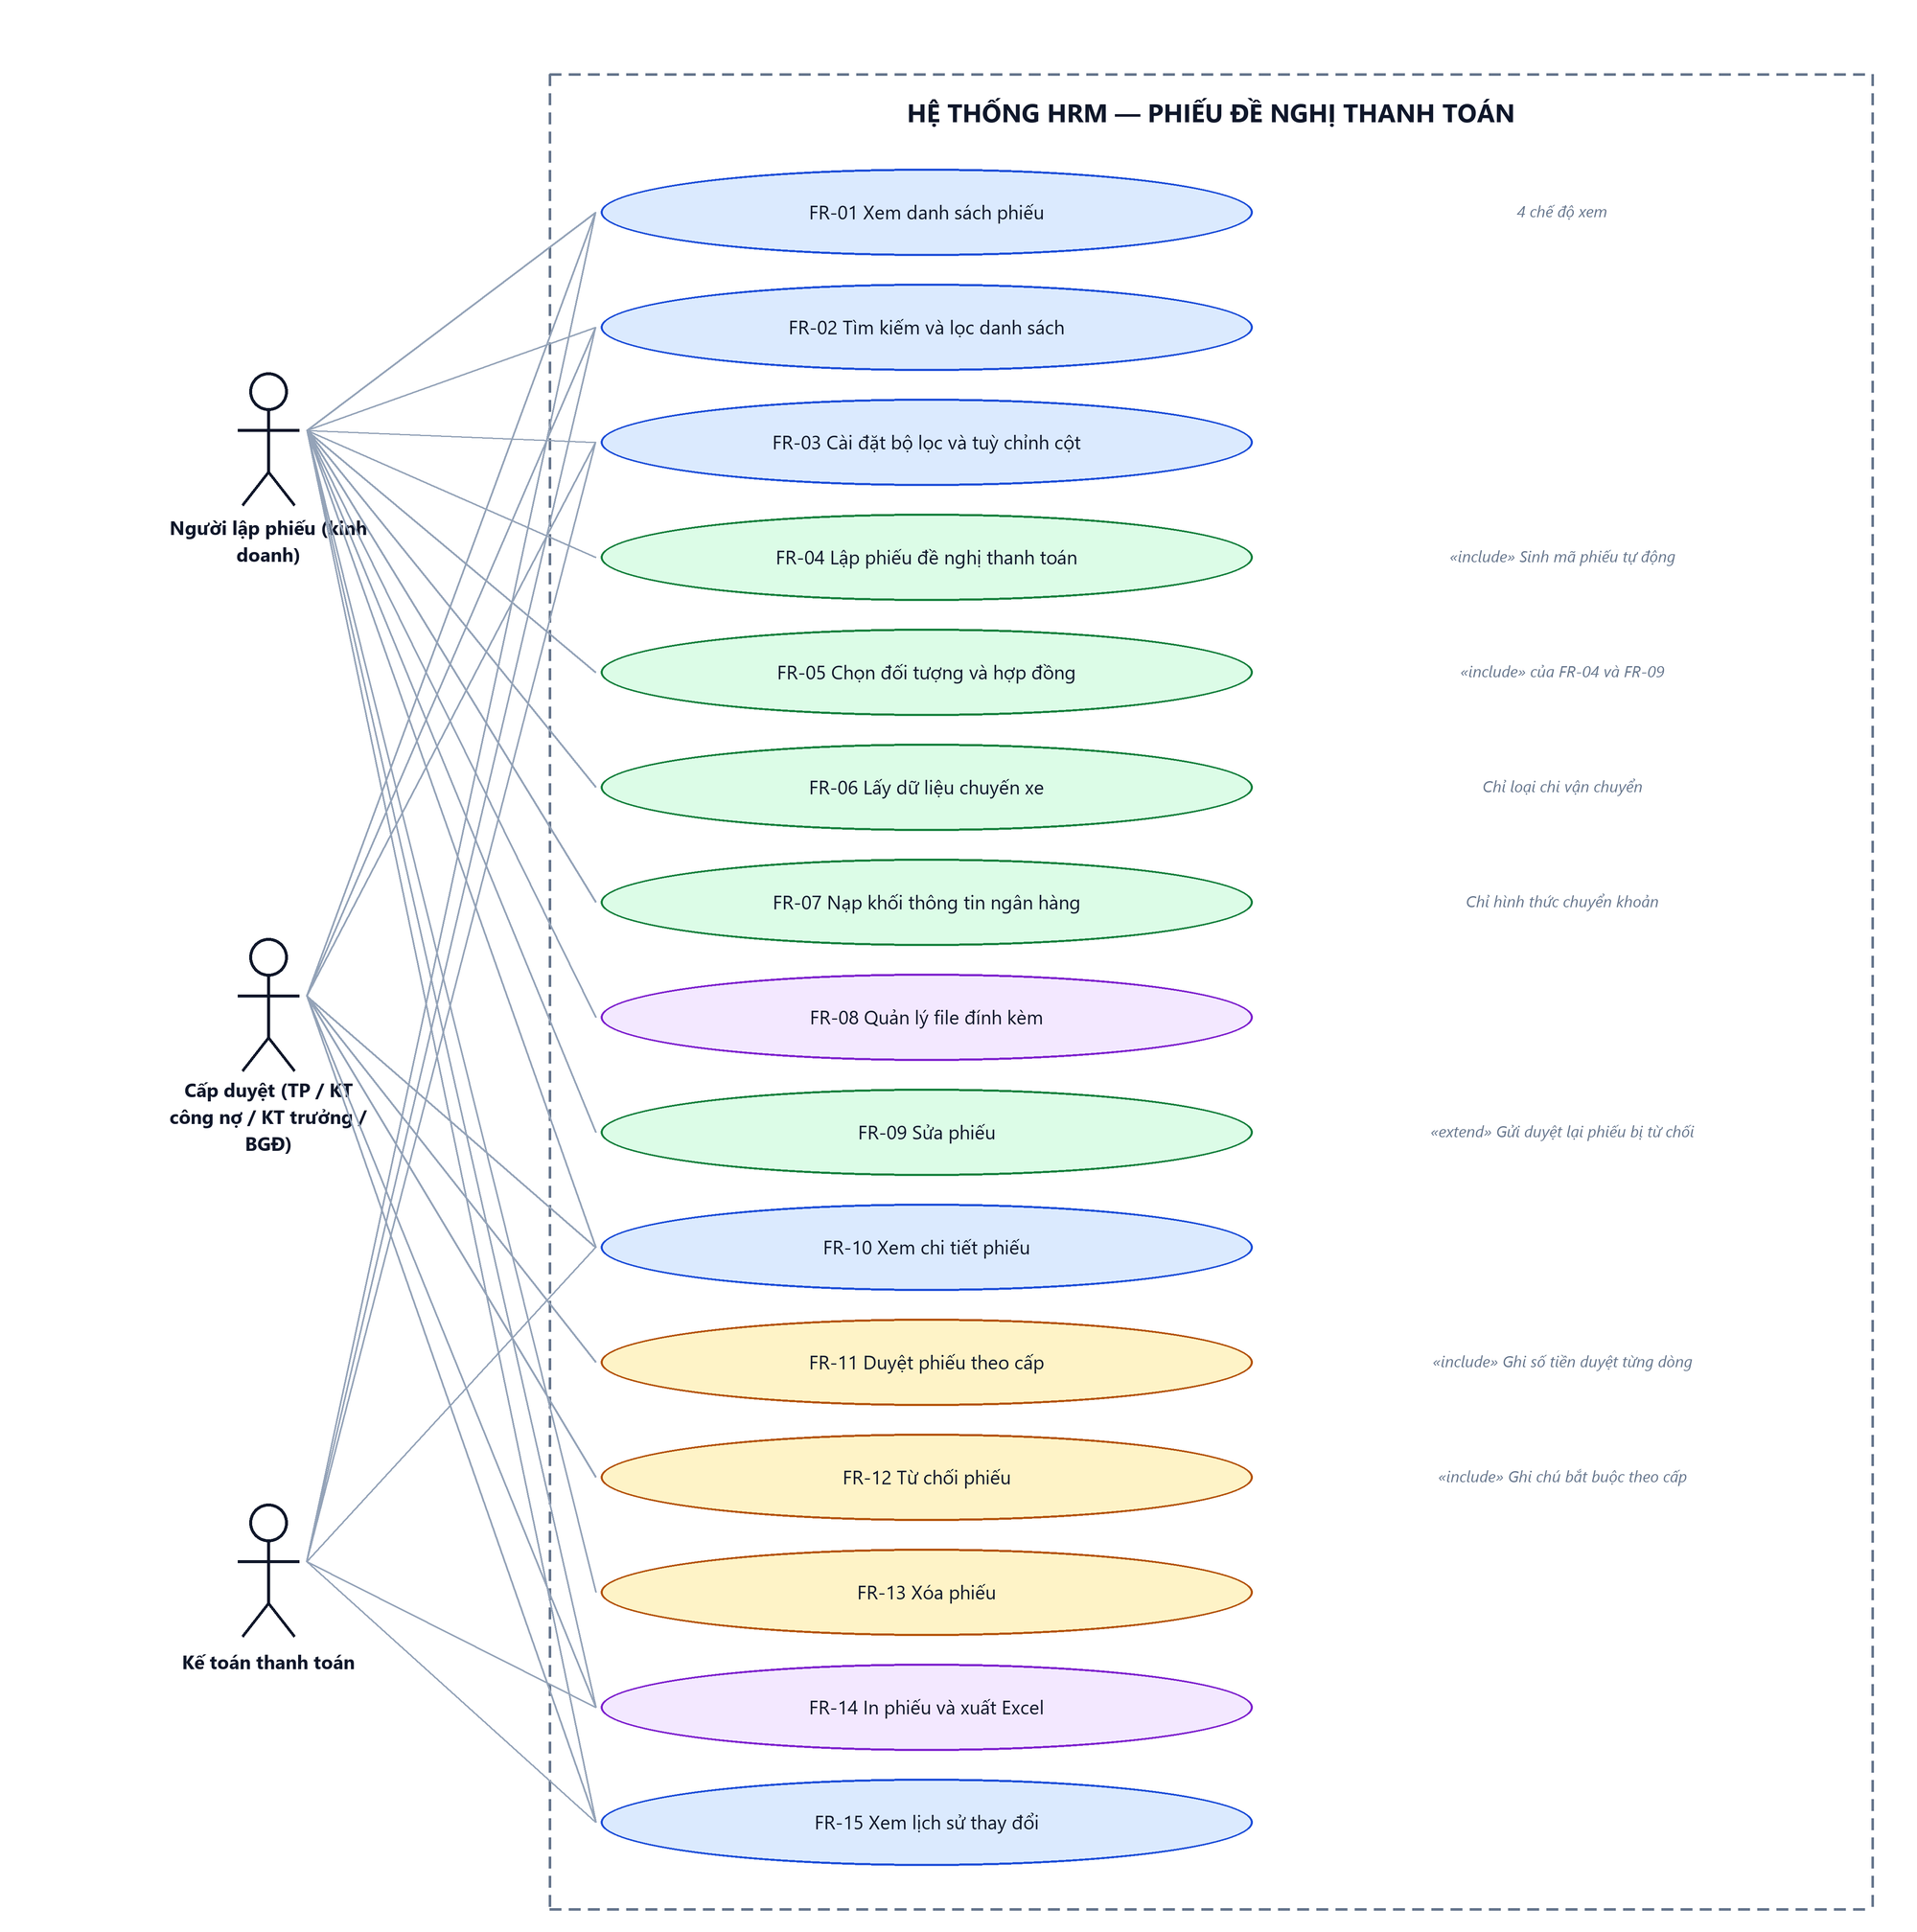 HỆ THỐNG HRM — PHIẾU ĐỀ NGHỊ THANH TOÁN
FR-01 Xem danh sách phiếu
4 chế độ xem
FR-02 Tìm kiếm và lọc danh sách
FR-03 Cài đặt bộ lọc và tuỳ chỉnh cột
Người lập phiếu (kinh
doanh)
FR-04 Lập phiếu đề nghị thanh toán
«include» Sinh mã phiếu tự động
FR-05 Chọn đối tượng và hợp đồng
«include» của FR-04 và FR-09
FR-06 Lấy dữ liệu chuyến xe
Chỉ loại chi vận chuyển
FR-07 Nạp khối thông tin ngân hàng
Chỉ hình thức chuyển khoản
FR-08 Quản lý file đính kèm
Cấp duyệt (TP / KT
công nợ / KT trưởng /
BGĐ)
FR-09 Sửa phiếu
«extend» Gửi duyệt lại phiếu bị từ chối
FR-10 Xem chi tiết phiếu
FR-11 Duyệt phiếu theo cấp
«include» Ghi số tiền duyệt từng dòng
FR-12 Từ chối phiếu
«include» Ghi chú bắt buộc theo cấp
FR-13 Xóa phiếu
Kế toán thanh toán
FR-14 In phiếu và xuất Excel
FR-15 Xem lịch sử thay đổi